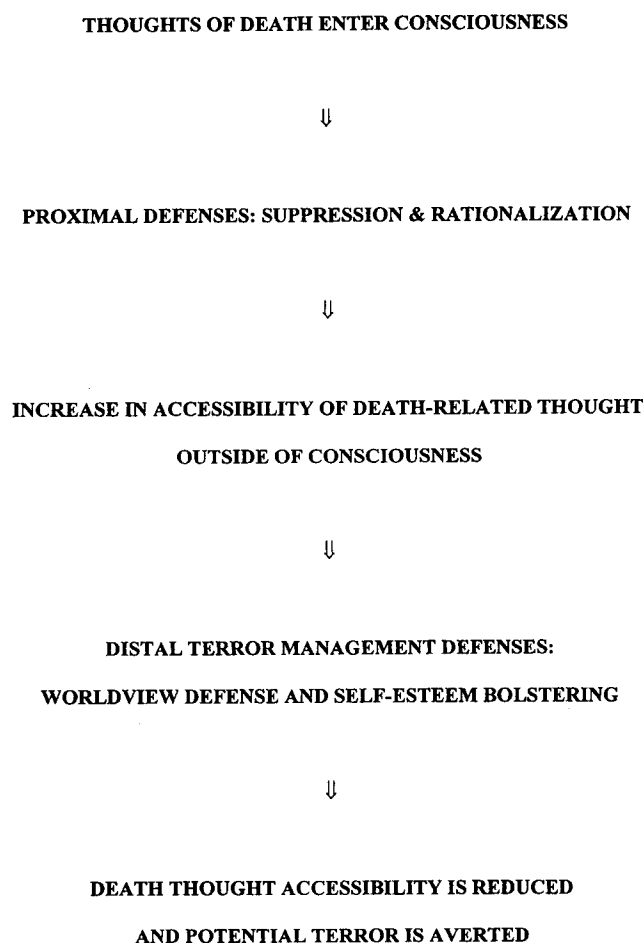 THOUGHTS OF DEATH ENTER CONSCIOUSNESS
⇓
PROXIMAL DEFENSES: SUPPRESSION & RATIONALIZATION
⇓
INCREASE IN ACCESSIBILITY OF DEATH-RELATED THOUGHT
OUTSIDE OF CONSCIOUSNESS
⇓
DISTAL TERROR MANAGEMENT DEFENSES:
WORLDVIEW DEFENSE AND SELF-ESTEEM BOLSTERING
⇓
DEATH THOUGHT ACCESSIBILITY IS REDUCED
AND POTENTIAL TERROR IS AVERTED